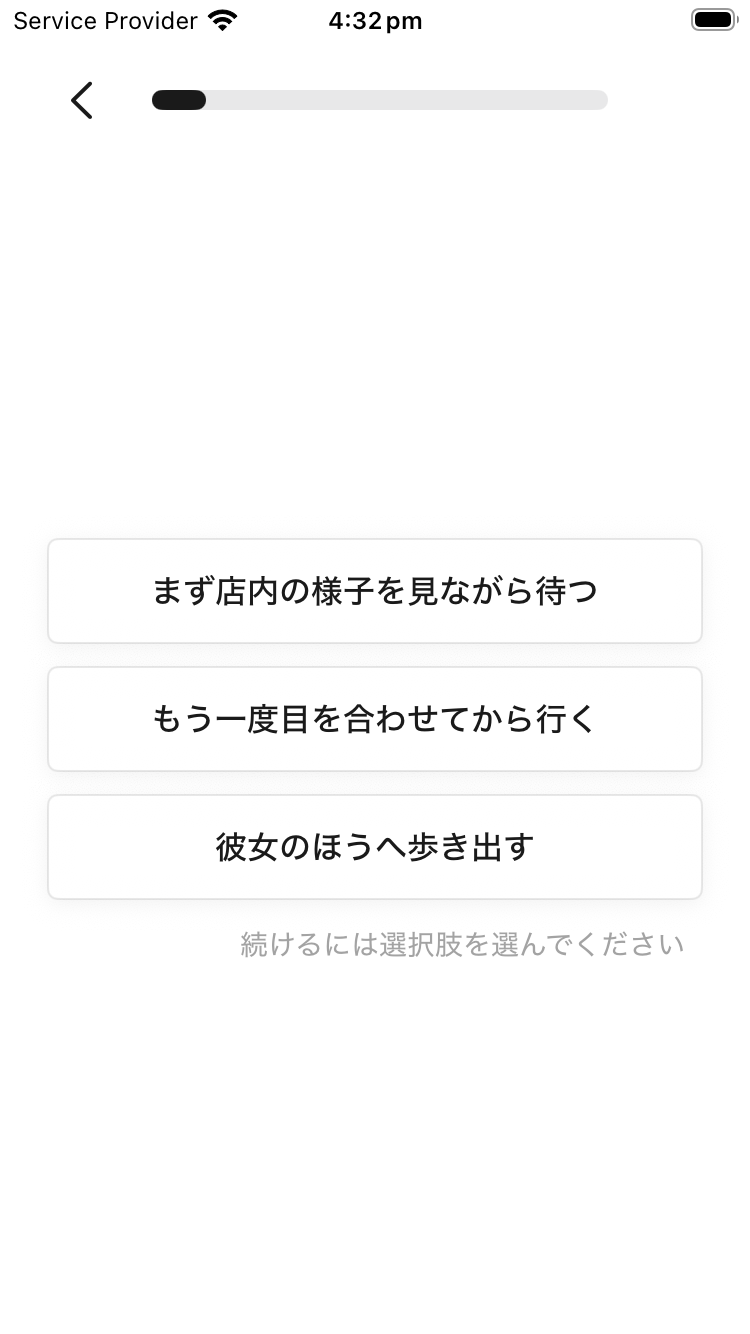 Service Provider 4:32 pm
まず店内の様子を見ながら待つ
もう一度目を合わせてから行く
彼女のほうへ歩き出す
続けるには選択肢を選んでください